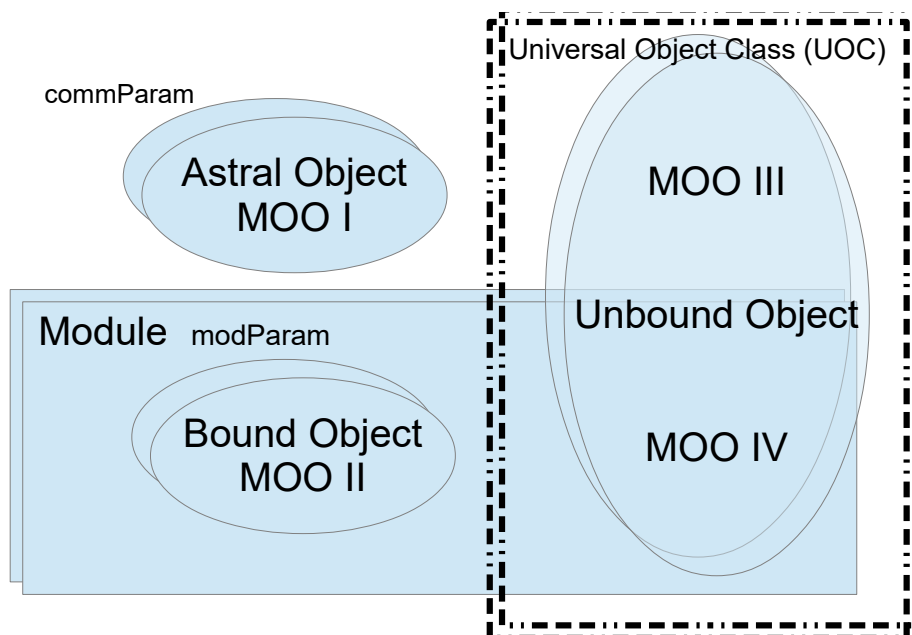 Universal Object Class (UOC)
commParam
Astral Object
MOO I
MOO III
Module modParam
Unbound Object
Bound Object
MOO II
MOO IV